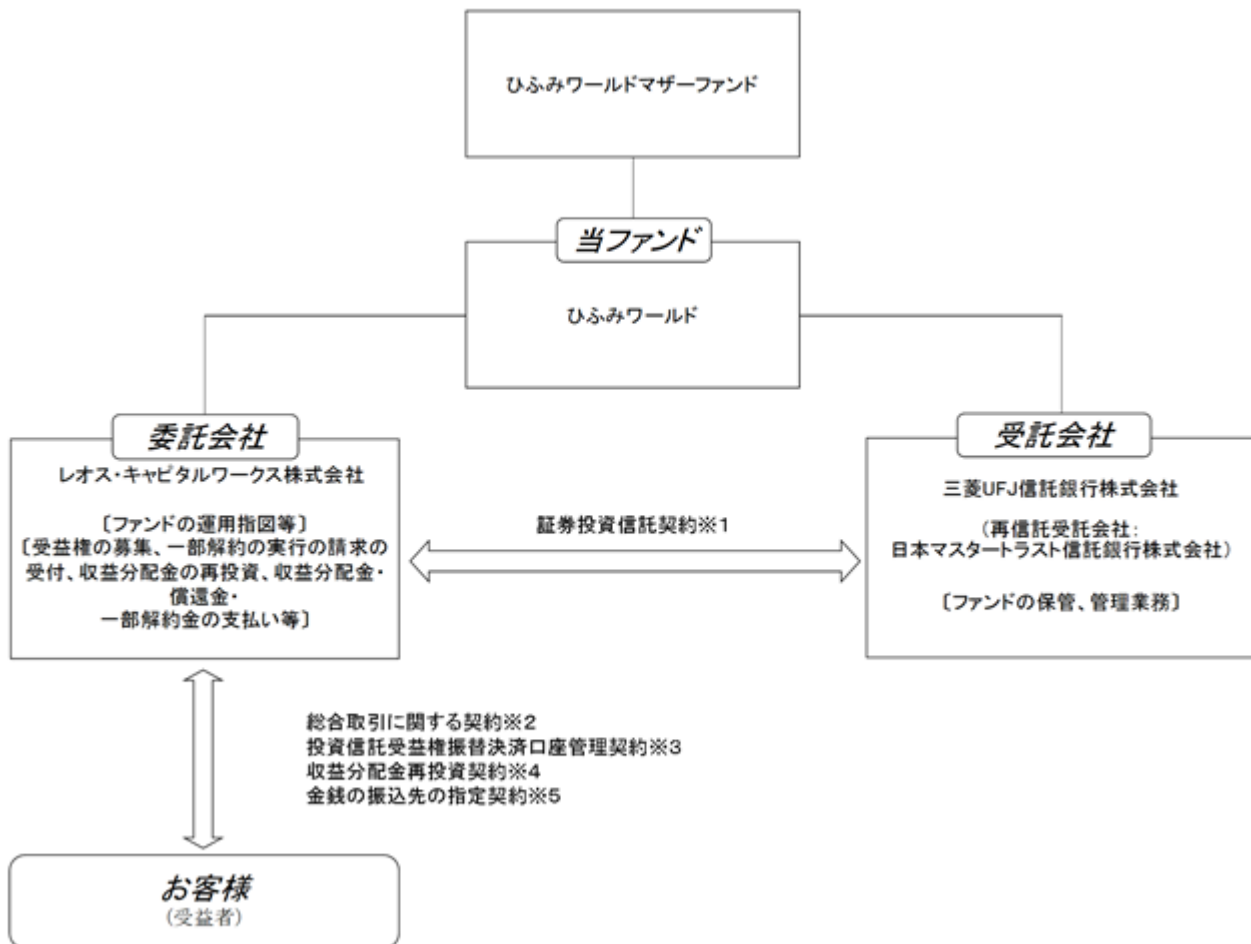 ひふみワールドマザーファンド
当ファンド
ひふみワールド
委託会社
レオス・キャピタルワークス株式会社
〔ファンドの運用指図等〕
〔受益権の募集、一部解約の実行の請求の
受付、収益分配金の再投資、収益分配金・
償還金・
一部解約金の支払い等〕
証券投資信託契約※1
受託会社
三菱UFJ信託銀行株式会社
(再信託受託会社:
日本マスタートラスト信託銀行株式会社)
〔ファンドの保管、管理業務〕
総合取引に関する契約※2
投資信託受益権振替決済口座管理契約※3
収益分配金再投資契約※4
金銭の振込先の指定契約※5
お客様
(受益者)